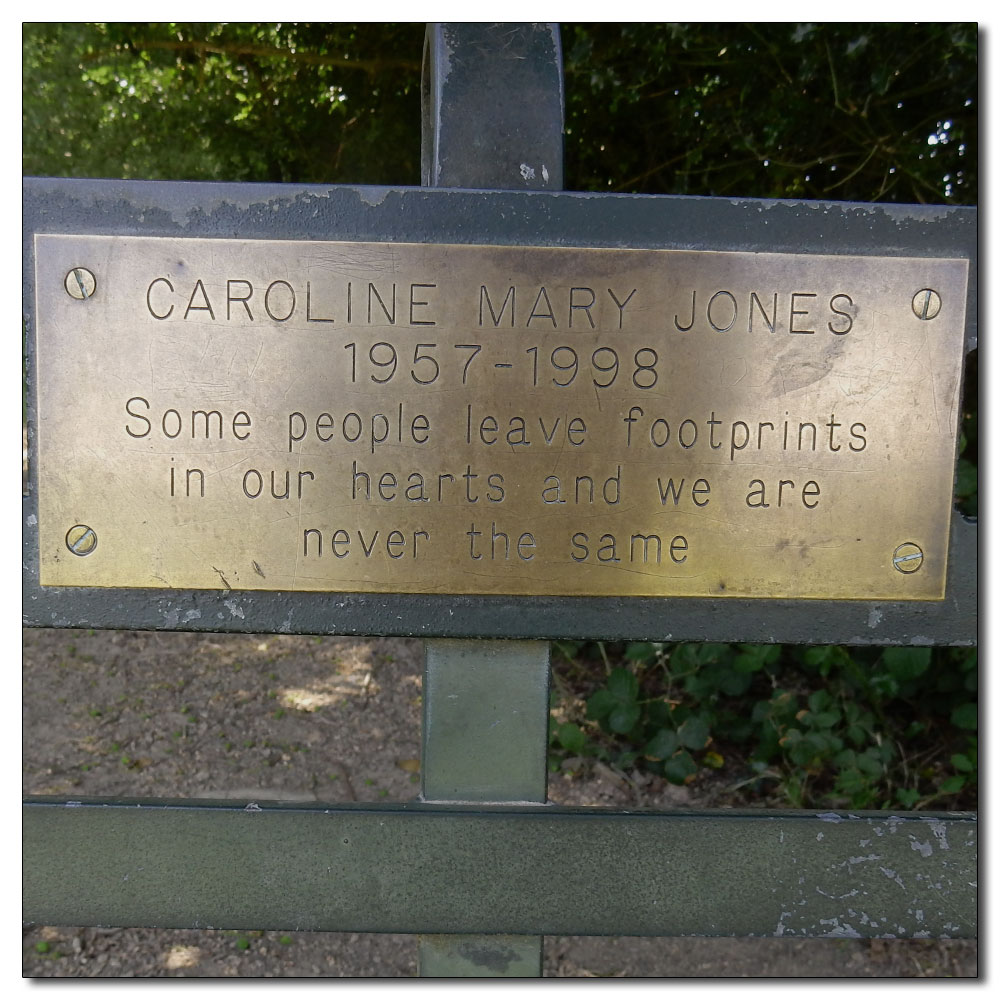 CAROLINE MARY JONES
1957-1998
Some people leave footprints
in our hearts and we are
never the same